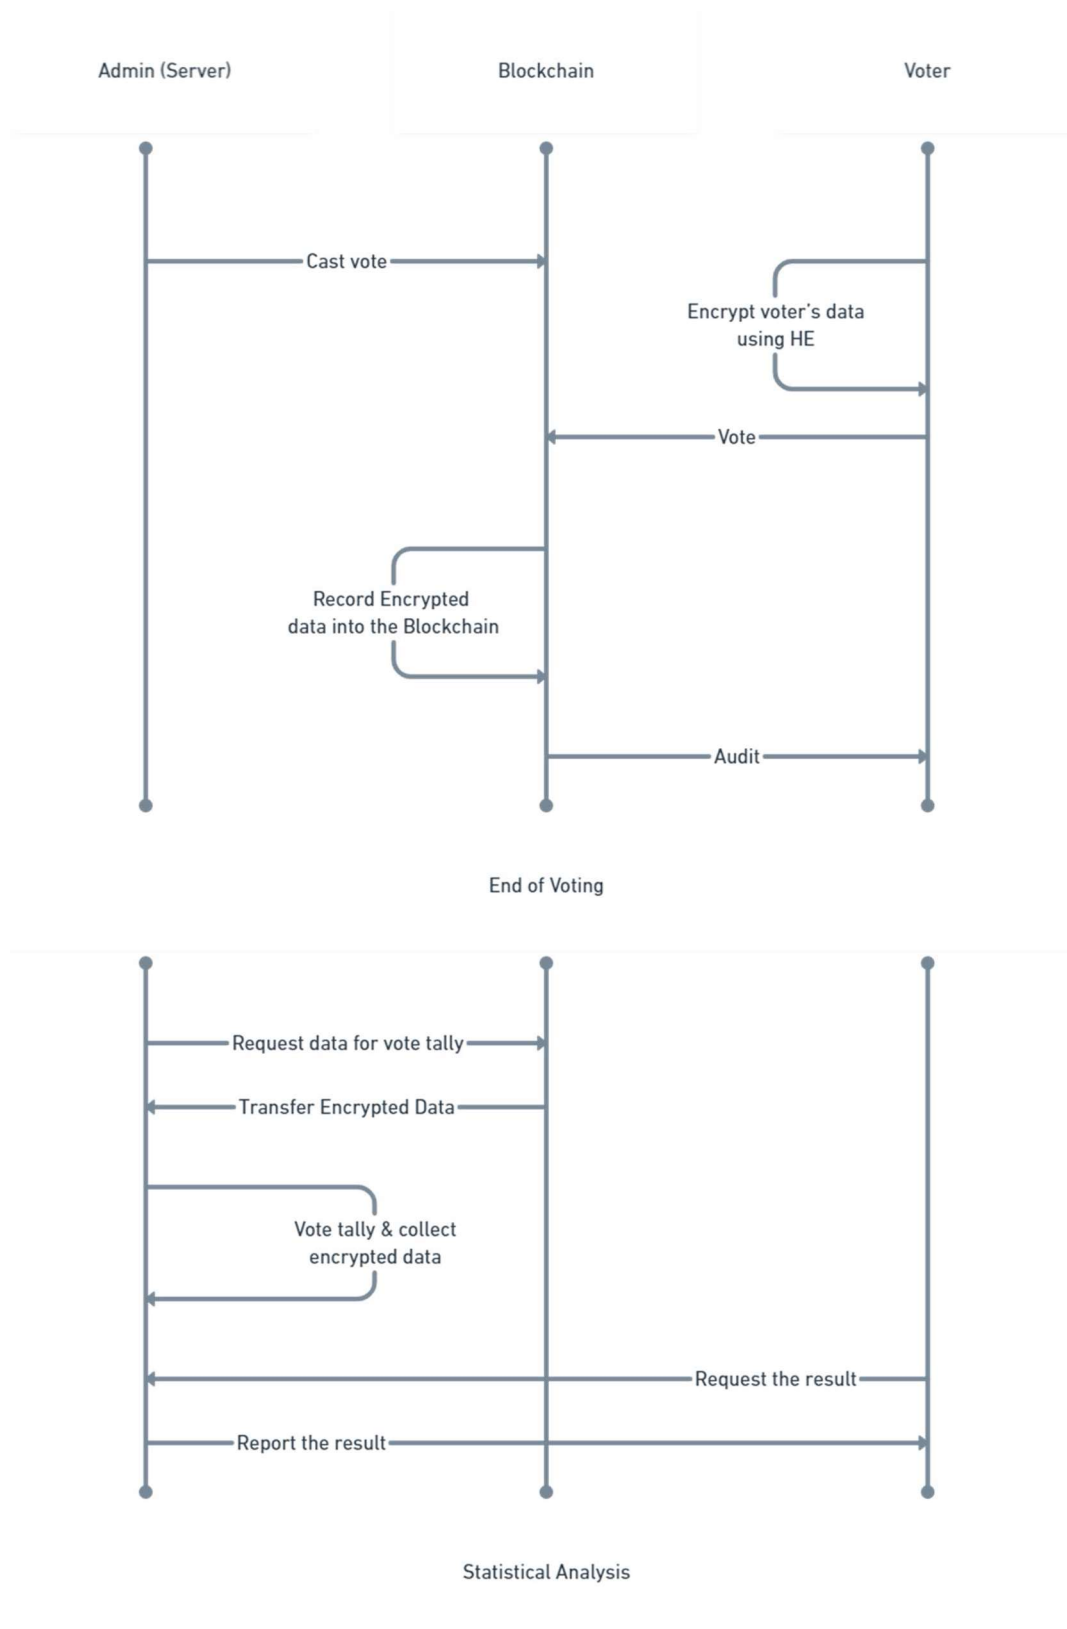 Admin (Server)
Blockchain
Voter
Cast vote
Encrypt voter's data
using HE
Vote
Record Encrypted
data into the Blockchain
Audit
End of Voting
Request data for vote tally
Transfer Encrypted Data
Vote tally & collect
encrypted data
Request the result
Report the result
Statistical Analysis